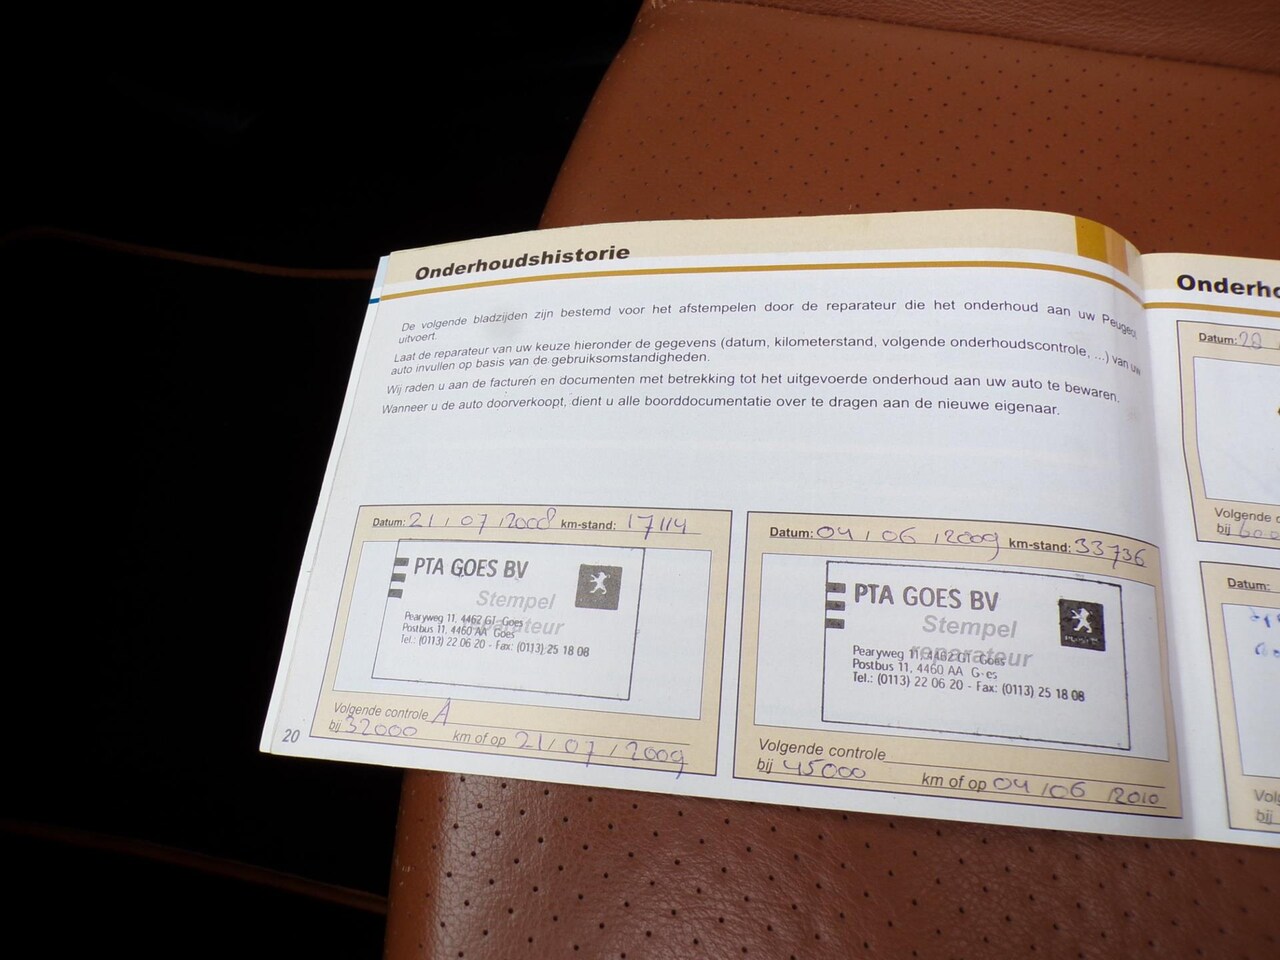 Onderhoudshistorie
De volgende bladzijden zijn bestemd voor het afstempelen door de reparateur die het onderhoud aan uw Peugeot
uitvoert.
Laat de reparateur van uw keuze hieronder de gegevens (datum, kilometerstand, volgende onderhoudscontrole, ...) van uw
auto invullen op basis van de gebruiksomstandigheden.
Wij raden u aan de facturen en documenten met betrekking tot het uitgevoerde onderhoud aan uw auto te bewaren.
Wanneer u de auto doorverkoopt, dient u alle boorddocumentatie over te dragen aan de nieuwe eigenaar.
Datum: 21 / 07 / 2008 km-stand: 17114
PTA GOES BV
Stempel
reparateur
Pearyweg 11, 4462 GT Goes
Postbus 11, 4460 AA Goes
Tel.: (0113) 22 06 20 - Fax: (0113) 25 18 08
Volgende controle A
bij 32000 km of op 21 / 07 / 2009
20
Datum: 04 / 06 / 2009 km-stand: 33736
PTA GOES BV
Stempel
reparateur
Pearyweg 11, 4462 GT Goes
Postbus 11, 4460 AA Goes
Tel.: (0113) 22 06 20 - Fax: (0113) 25 18 08
Volgende controle
bij 45000 km of op 04 / 06 / 2010
Onderho
Datum: 20
Volgende
bij
Datum:
Vol
bij